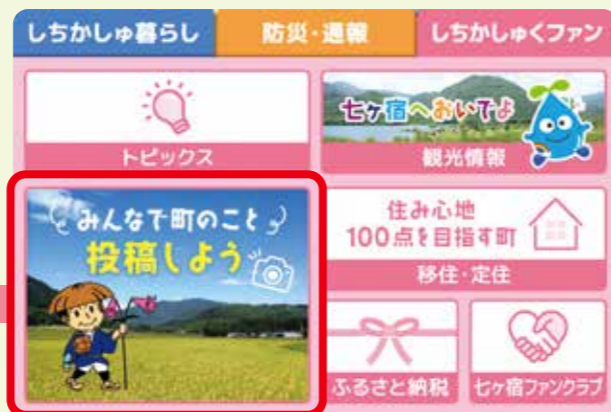 しちかしゅ暮らし
防災・通報
しちかしゅくファン
トピックス
七ヶ宿へおいでよ
観光情報
みんなで町のこと
投稿しよう
住み心地
100点を目指す町
移住・定住
ふるさと納税
七ヶ宿ファンクラブ